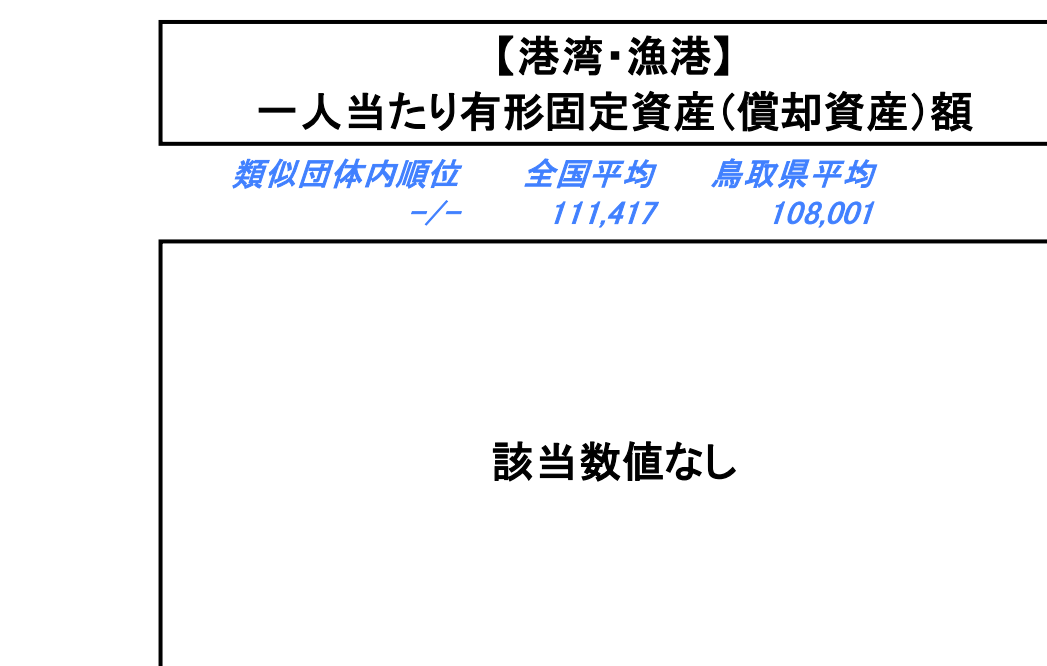 【港湾・漁港】
一人当たり有形固定資産(償却資産)額
類似団体内順位 全国平均 鳥取県平均
-/- 111,417 108,001
該当数値なし